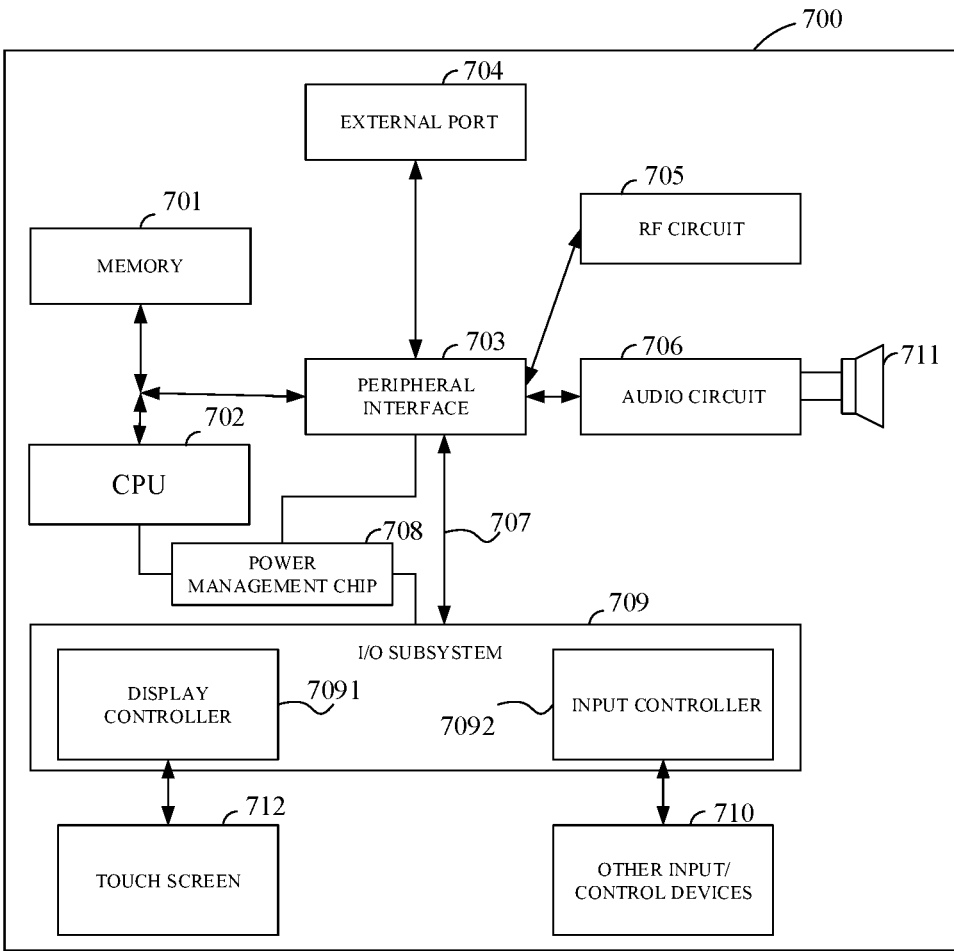 700
704
EXTERNAL PORT
705
RF CIRCUIT
701
MEMORY
703
PERIPHERAL
INTERFACE
706
AUDIO CIRCUIT
711
702
CPU
708
POWER
MANAGEMENT CHIP
707
709
I/O SUBSYSTEM
DISPLAY
CONTROLLER
7091
7092
INPUT CONTROLLER
712
TOUCH SCREEN
710
OTHER INPUT/
CONTROL DEVICES